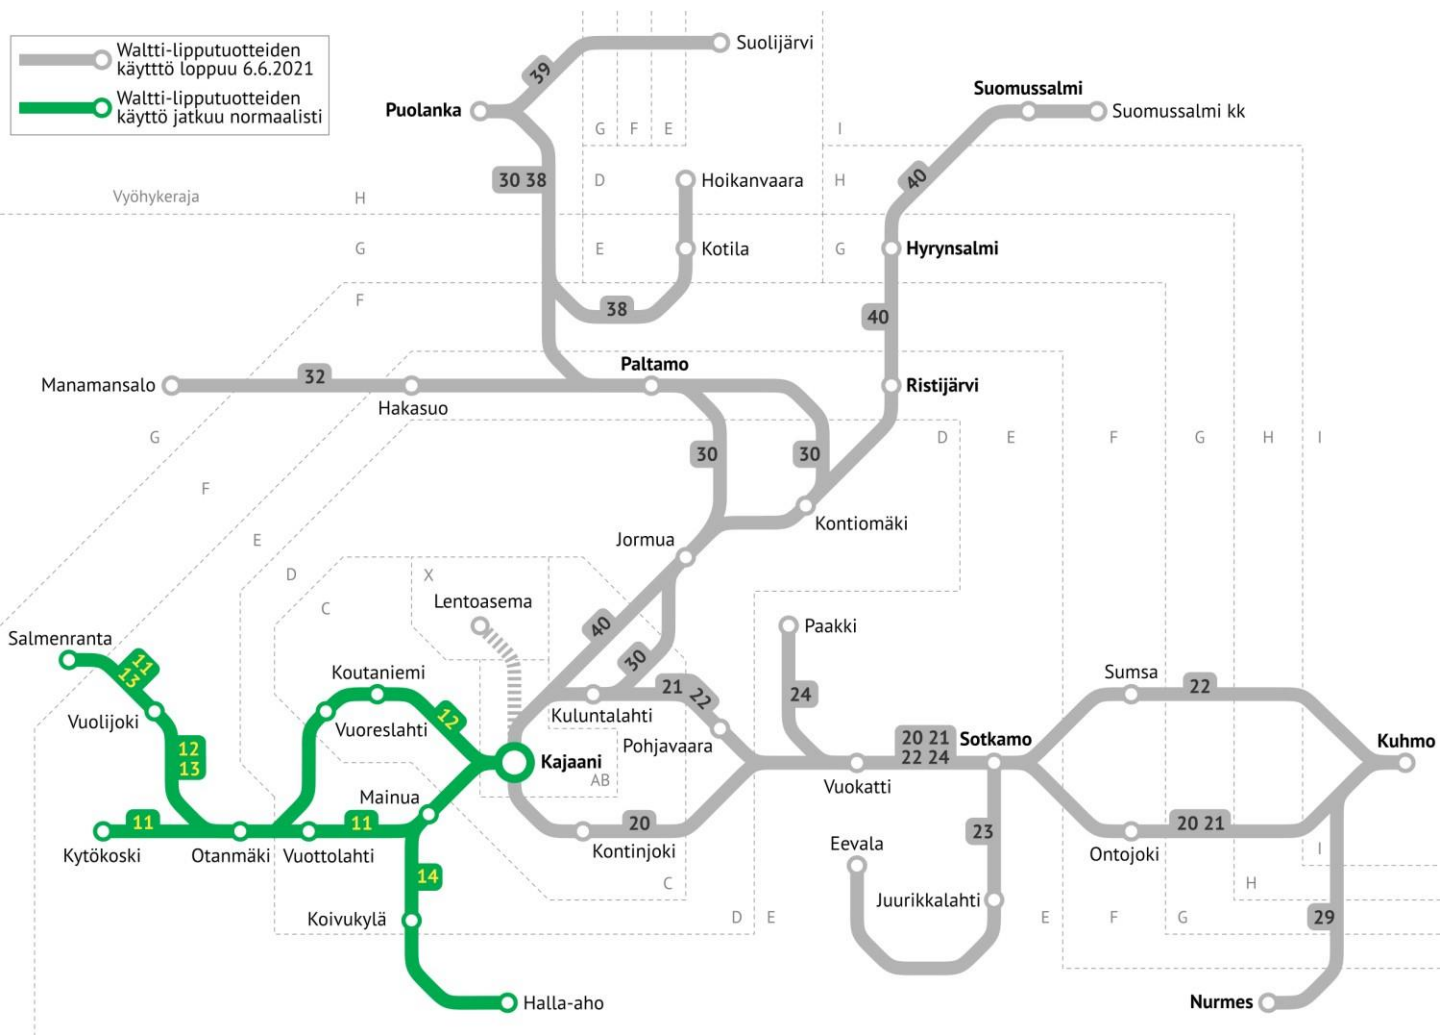 Waltti-lipputuotteiden
käytttö loppuu 6.6.2021
Waltti-lipputuotteiden
käyttö jatkuu normaalisti
Suolijärvi
39
Puolanka
Suomussalmi
Suomussalmi kk
G F E
I
30 38
D
Hoikanvaara
H
40
Vyöhykeraja
H
G
E
Kotila
G
Hyrynsalmi
F
38
40
Paltamo
Manamansalo
32
Hakasuo
Ristijärvi
G
D E F G H I
30
30
F
Kontiomäki
E
Jormua
D
X
C
Lentoasema
40
30
Paakki
Salmenranta
11
13
Koutaniemi
12
Vuolijoki
Vuoreslahti
21
22
Kuluntalahti
Pohjavaara
24
Sumsa
22
12
13
Kajaani
AB
20 21
22 24
Sotkamo
Vuokatti
Kuhmo
Mainua
11
11
Kytökoski
Otanmäki
Vuottolahti
20
Kontinjoki
Eevala
23
20 21
Ontojoki
I
14
C
H
Juurikkalahti
Koivukylä
D E
E F G
29
Halla-aho
Nurmes